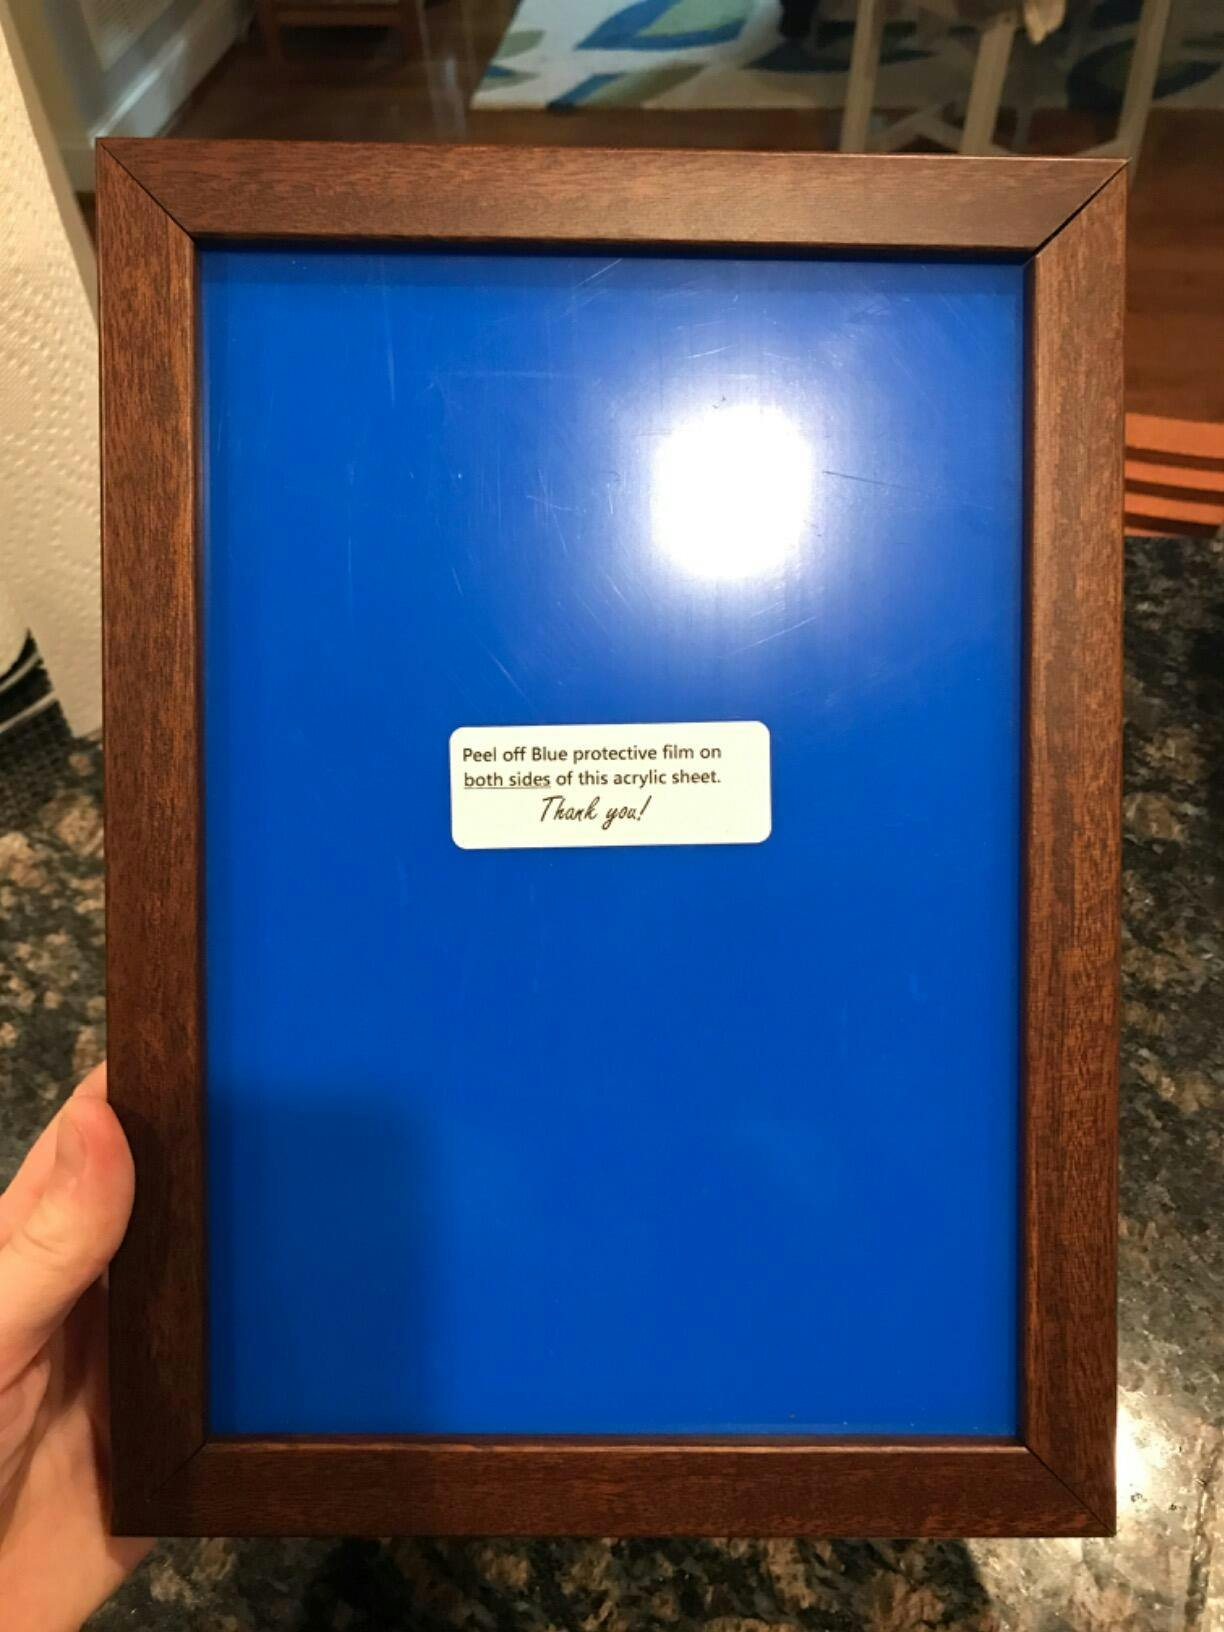 Peel off Blue protective film on
both sides of this acrylic sheet.
Thank you!